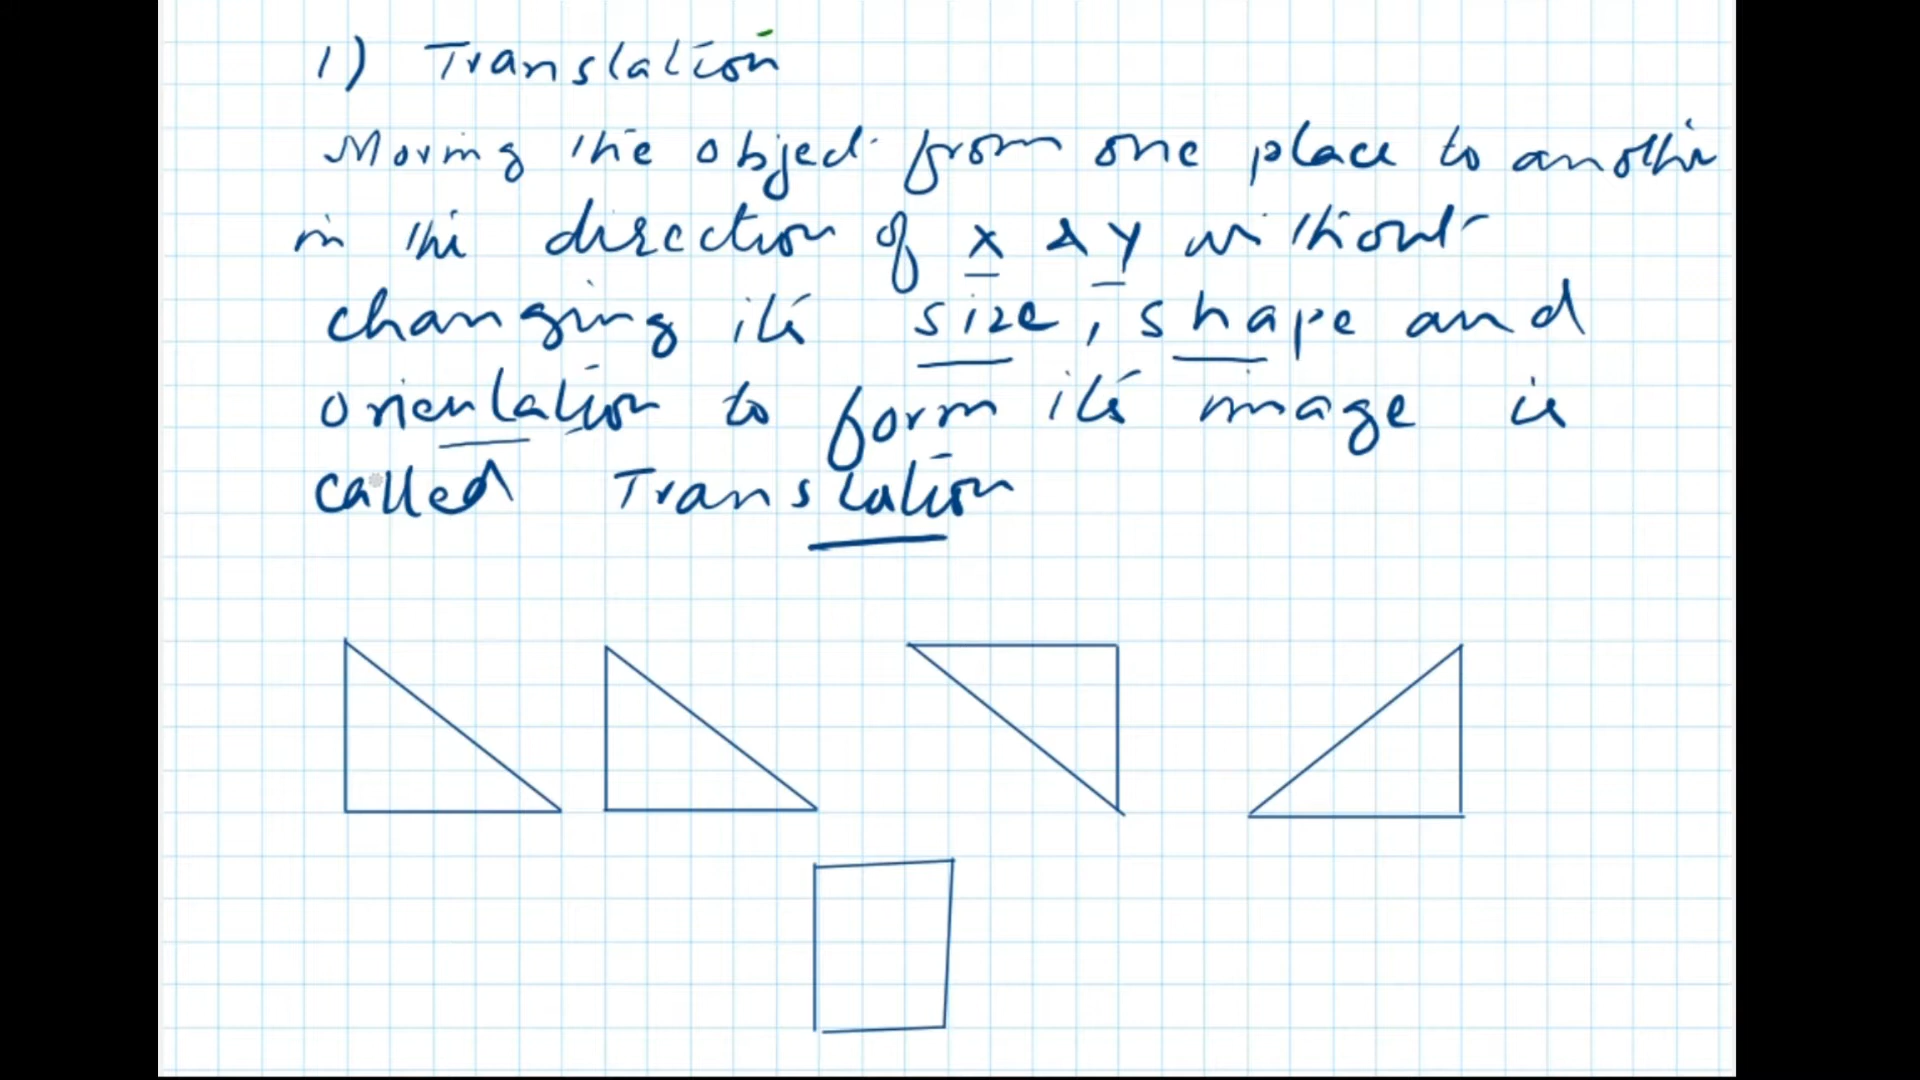 1) Translation
Moving the object from one place to another
in the direction of x & y without
changing its size, shape and
orientation to form its image is
called Translation